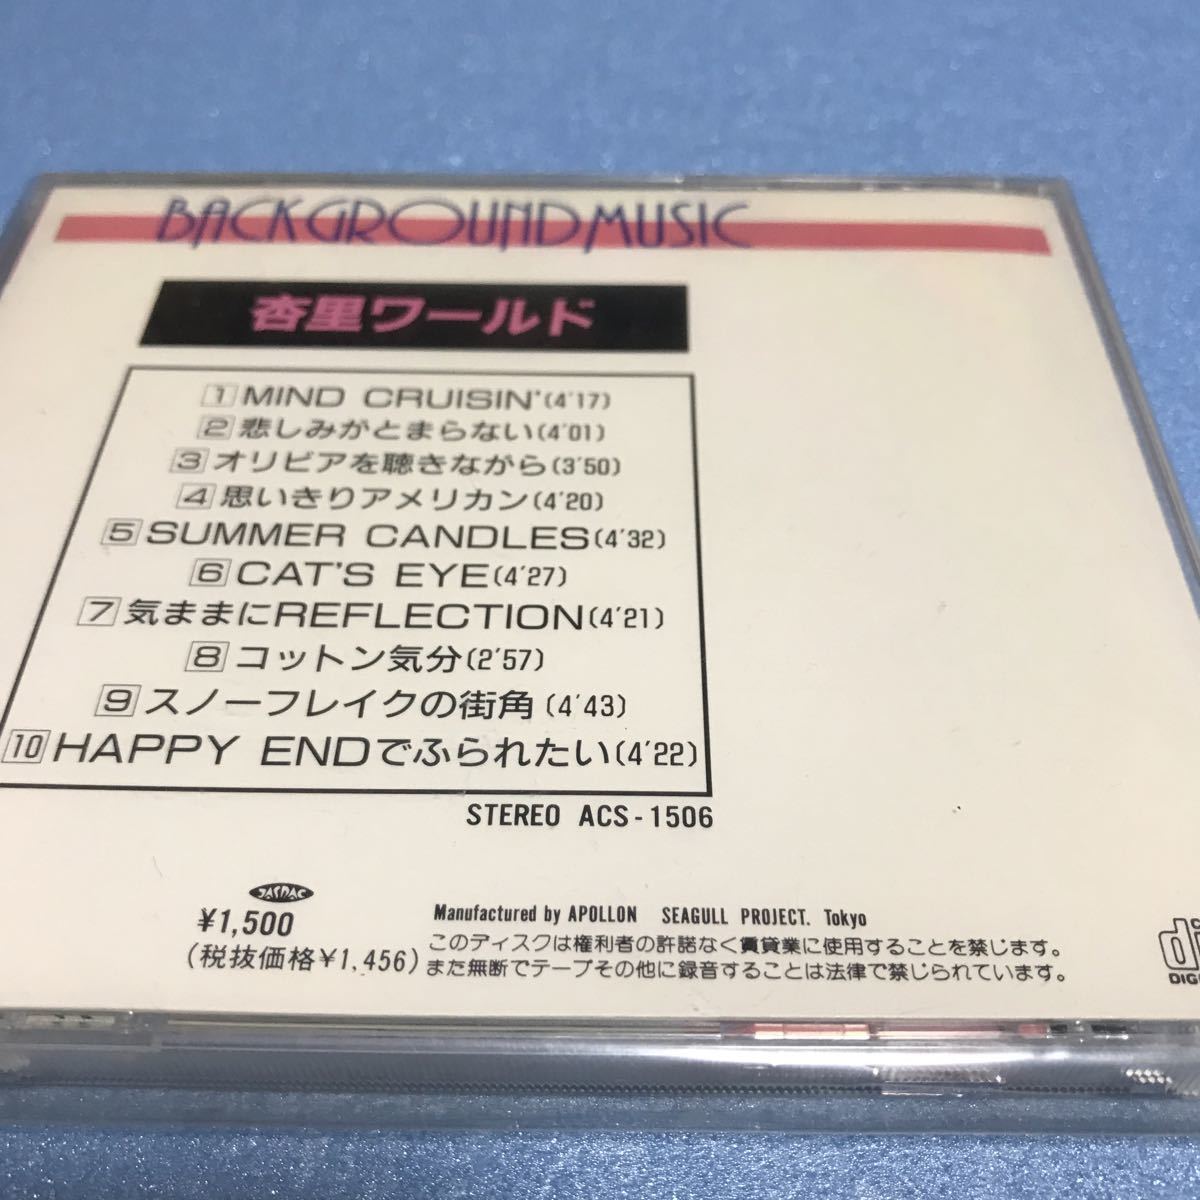 BACKGROUND MUSIC
杏里ワールド
1 MIND CRUISIN'(4'17)
2 悲しみがとまらない(4'01)
3 オリビアを聴きながら(3'50)
4 思いきりアメリカン(4'20)
5 SUMMER CANDLES(4'32)
6 CAT'S EYE(4'27)
7 気ままにREFLECTION(4'21)
8 コットン気分(2'57)
9 スノーフレイクの街角(4'43)
10 HAPPY ENDでふられたい(4'22)
STEREO ACS-1506
JASRAC
¥1,500
(税抜価格¥1,456)
Manufactured by APOLLON SEAGULL PROJECT. Tokyo
このディスクは権利者の許諾なく賃貸業に使用することを禁じます。
また無断でテープその他に録音することは法律で禁じられています。